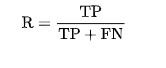 R = TP / (TP + FN)